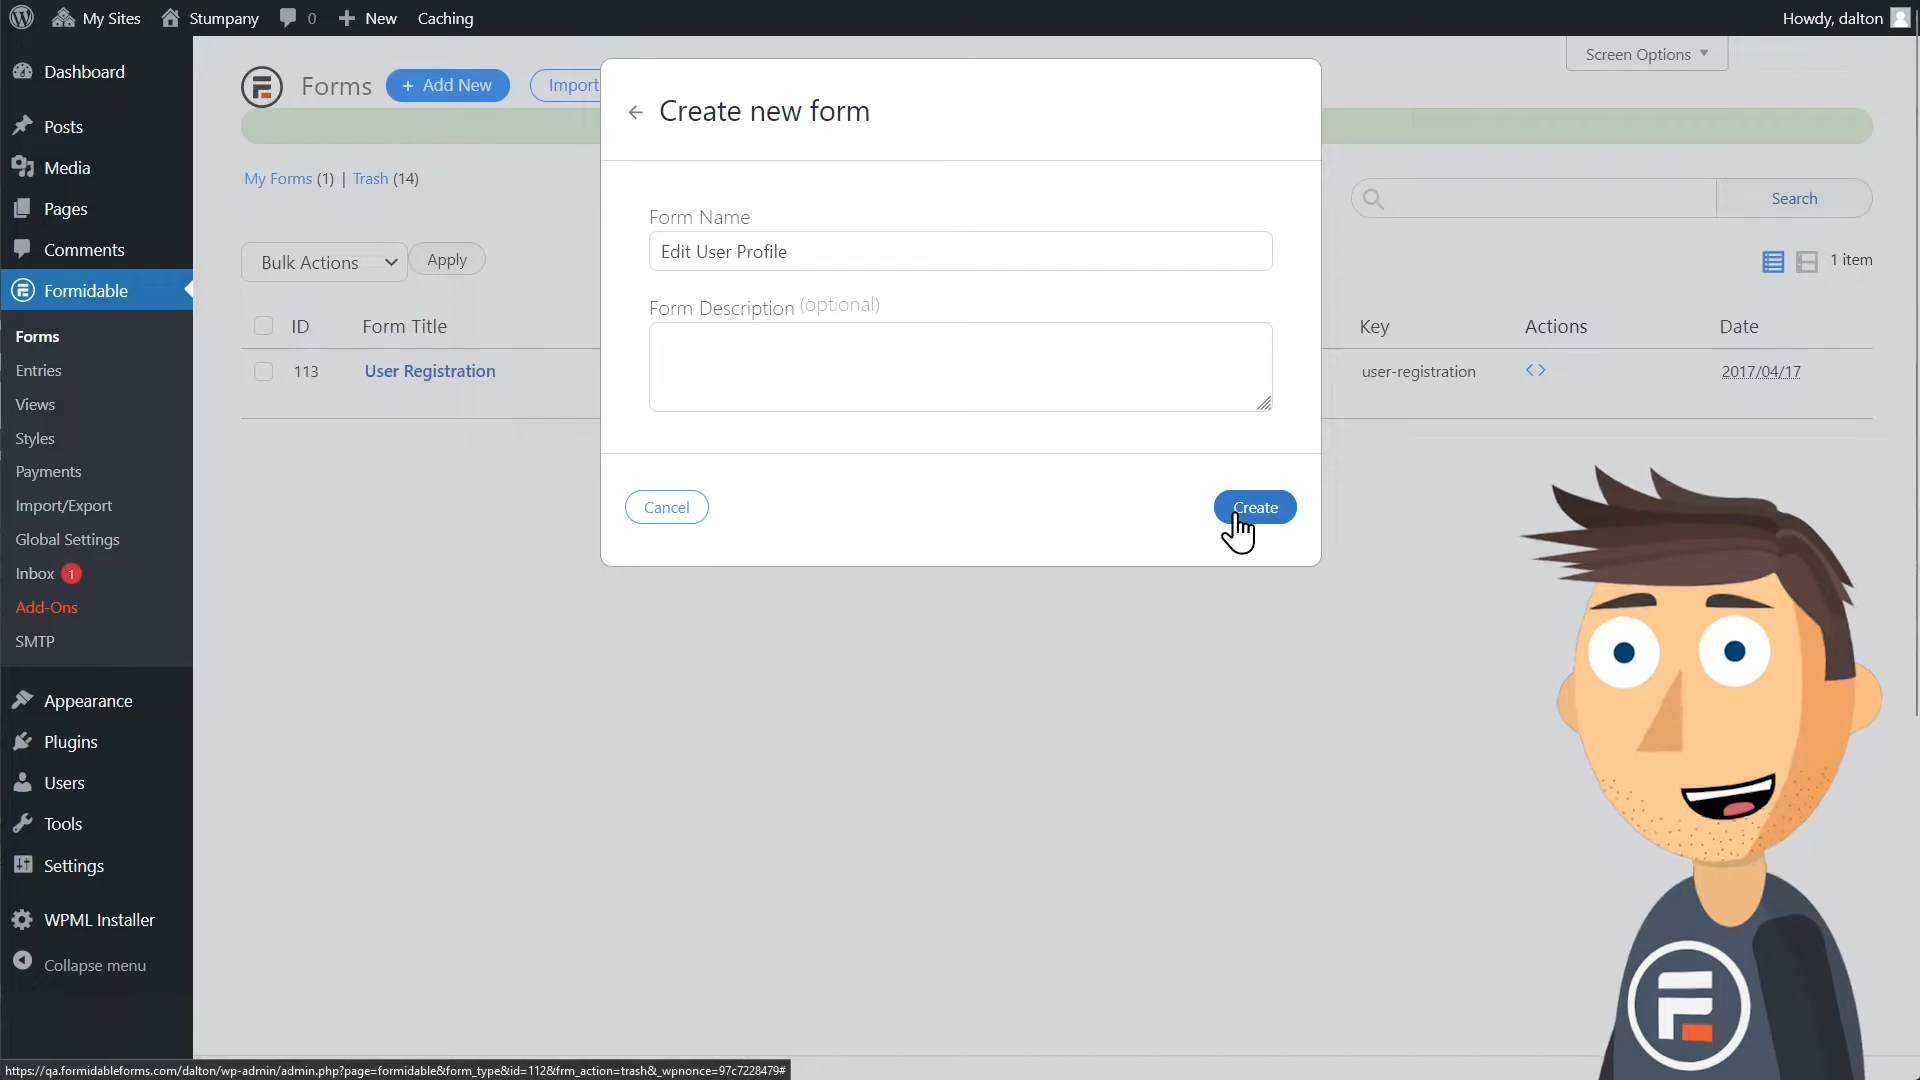 My Sites
Stumpany
0
New
Caching
Howdy, dalton
Dashboard
Posts
Media
Pages
Comments
Formidable
Forms
Entries
Views
Styles
Payments
Import/Export
Global Settings
Inbox 1
Add-Ons
SMTP
Appearance
Plugins
Users
Tools
Settings
WPML Installer
Collapse menu
Screen Options
Forms
+ Add New
Import
My Forms (1) | Trash (14)
Search
Bulk Actions
Apply
1 item
ID Form Title Key Actions Date
113 User Registration user-registration <> 2017/04/17
← Create new form
Form Name
Edit User Profile
Form Description (optional)
Cancel
Create
https://qa.formidableforms.com/dalton/wp-admin/admin.php?page=formidable&form_type&id=112&frm_action=trash&_wpnonce=97c7228479#